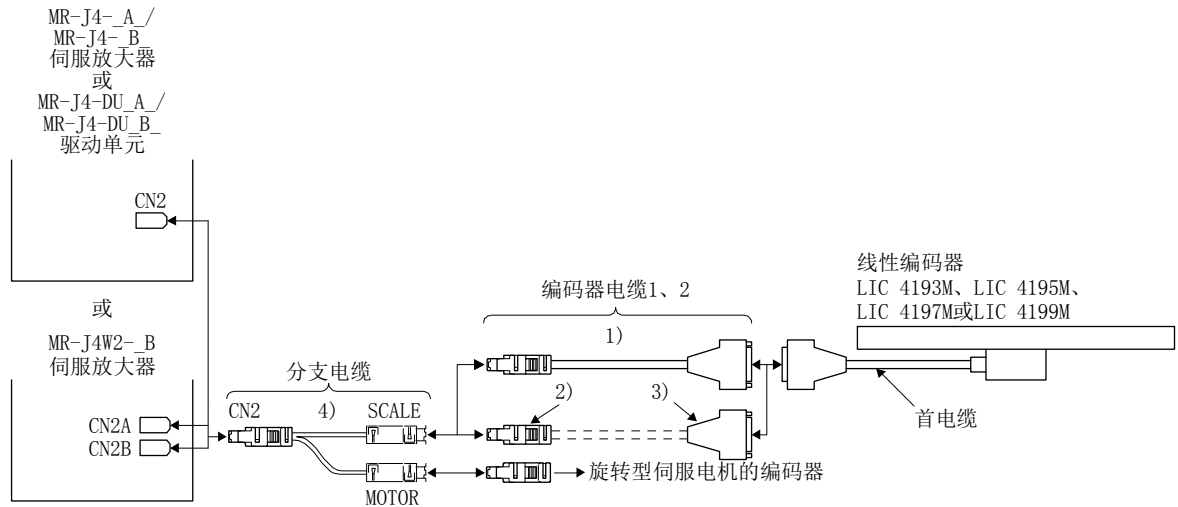 MR-J4-_A_/
MR-J4-_B_
伺服放大器
或
MR-J4-DU_A_/
MR-J4-DU_B_
驱动单元
CN2
或
MR-J4W2-_B
伺服放大器
CN2A
CN2B
分支电缆
CN2
4)
SCALE
MOTOR
编码器电缆1、2
1)
2)
3)
旋转型伺服电机的编码器
线性编码器
LIC 4193M、LIC 4195M、
LIC 4197M或LIC 4199M
首电缆